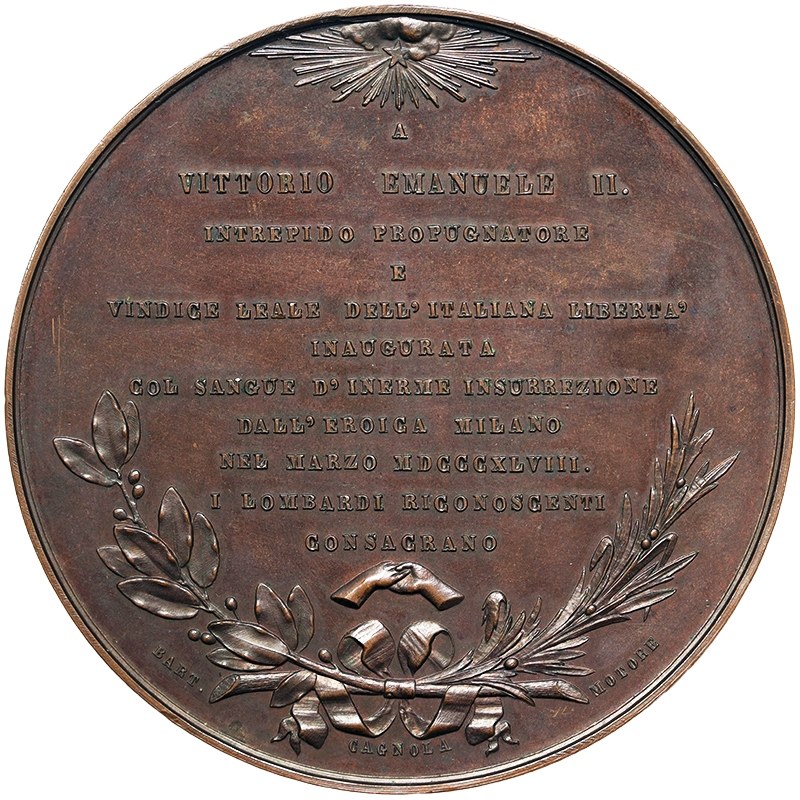 A
VITTORIO EMANUELE II.
INTREPIDO PROPUGNATORE
E
VINDICE LEALE DELL' ITALIANA LIBERTA'
INAUGURATA
COL SANGUE D' INERME INSURREZIONE
DALL' EROICA MILANO
NEL MARZO MDCCCXLVIII.
I LOMBARDI RICONOSCENTI
CONSAGRANO
BART. CAGNOLA MOTORE